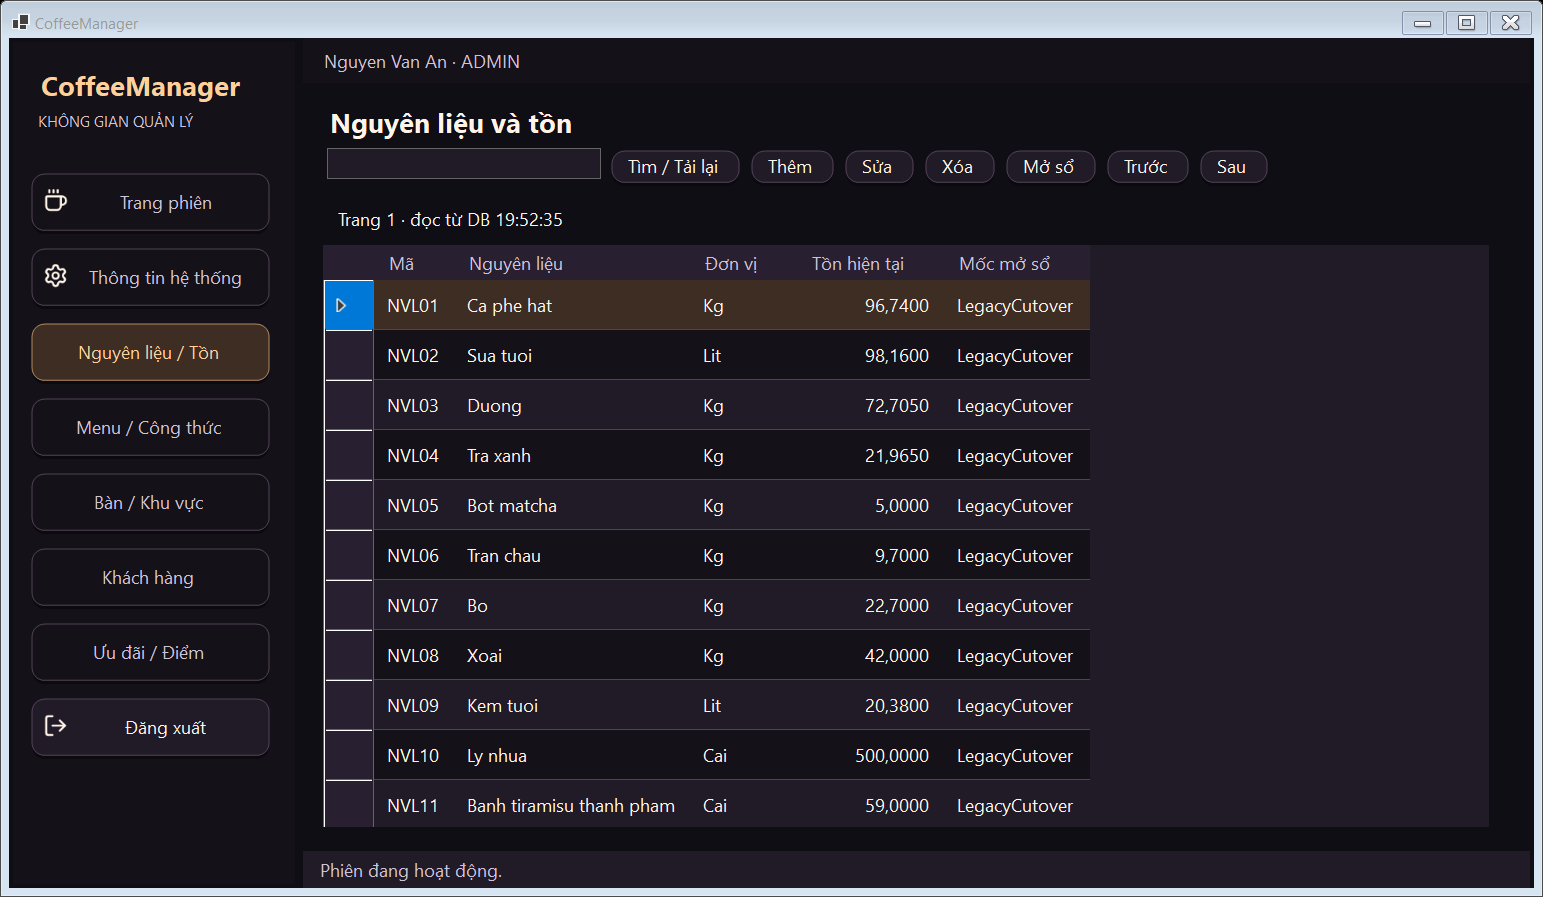 CoffeeManager
CoffeeManager
KHÔNG GIAN QUẢN LÝ
Trang phiên
Thông tin hệ thống
Nguyên liệu / Tồn
Menu / Công thức
Bàn / Khu vực
Khách hàng
Ưu đãi / Điểm
Đăng xuất
Nguyen Van An · ADMIN
Nguyên liệu và tồn
Tìm / Tải lại Thêm Sửa Xóa Mở sổ Trước Sau
Trang 1 · đọc từ DB 19:52:35
Mã Nguyên liệu Đơn vị Tồn hiện tại Mốc mở sổ
NVL01 Ca phe hat Kg 96,7400 LegacyCutover
NVL02 Sua tuoi Lit 98,1600 LegacyCutover
NVL03 Duong Kg 72,7050 LegacyCutover
NVL04 Tra xanh Kg 21,9650 LegacyCutover
NVL05 Bot matcha Kg 5,0000 LegacyCutover
NVL06 Tran chau Kg 9,7000 LegacyCutover
NVL07 Bo Kg 22,7000 LegacyCutover
NVL08 Xoai Kg 42,0000 LegacyCutover
NVL09 Kem tuoi Lit 20,3800 LegacyCutover
NVL10 Ly nhua Cai 500,0000 LegacyCutover
NVL11 Banh tiramisu thanh pham Cai 59,0000 LegacyCutover
Phiên đang hoạt động.